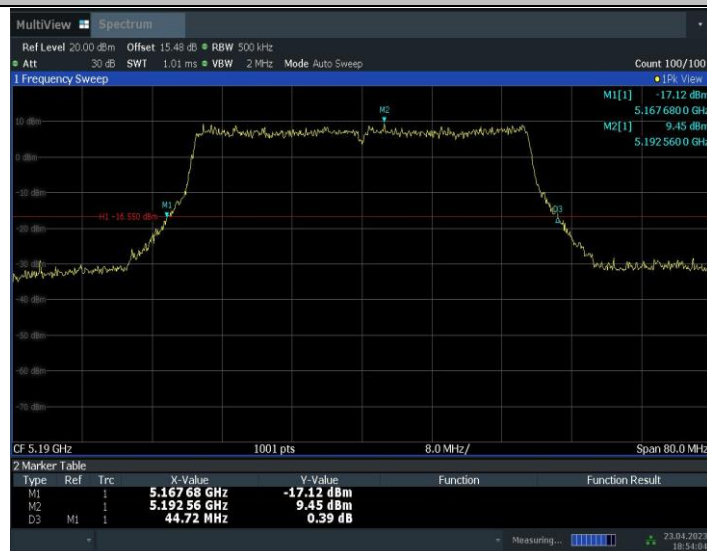 MultiView Spectrum
Ref Level 20.00 dBm Offset 15.48 dB RBW 500 kHz
Att 30 dB SWT 1.01 ms VBW 2 MHz Mode Auto Sweep Count 100/100
1 Frequency Sweep 1Pk View
M1[1] -17.12 dBm
5.167 680 0 GHz
M2[1] 9.45 dBm
5.192 560 0 GHz
M2
10 dBm
0 dBm
-10 dBm
M1
D3
H1 -16.550 dBm
-20 dBm
-30 dBm
-40 dBm
-50 dBm
-60 dBm
-70 dBm
CF 5.19 GHz 1001 pts 8.0 MHz/ Span 80.0 MHz
2 Marker Table
Type Ref Trc X-Value Y-Value Function Function Result
M1 1 5.167 68 GHz -17.12 dBm
M2 1 5.192 56 GHz 9.45 dBm
D3 M1 1 44.72 MHz 0.39 dB
Measuring... 23.04.2023
18:54:04